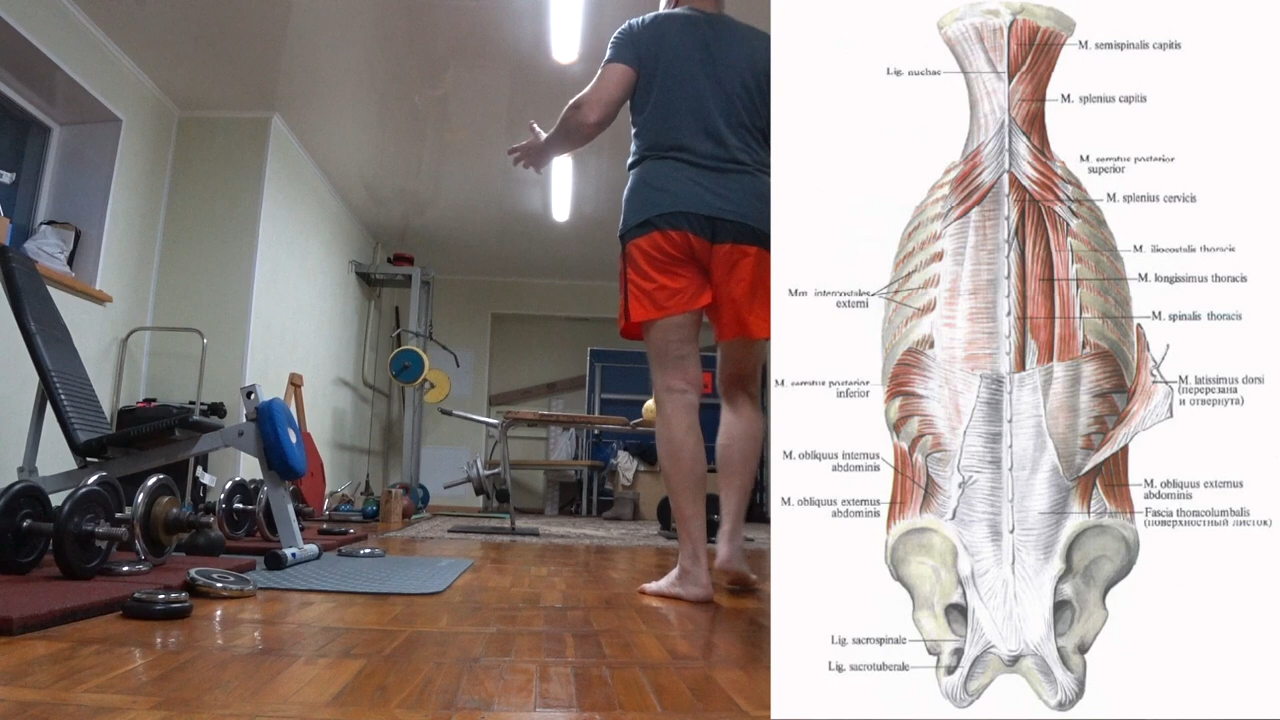 M. semispinalis capitis
Lig. nuchae
M. splenius capitis
M. serratus posterior
superior
M. splenius cervicis
M. iliocostalis thoracis
M. longissimus thoracis
Mm. intercostales
externi
M. spinalis thoracis
M. serratus posterior
inferior
M. latissimus dorsi
(перерезана
и отвернута)
M. obliquus internus
abdominis
M. obliquus externus
abdominis
M. obliquus externus
abdominis
Fascia thoracolumbalis
(поверхностный листок)
Lig. sacrospinale
Lig. sacrotuberale